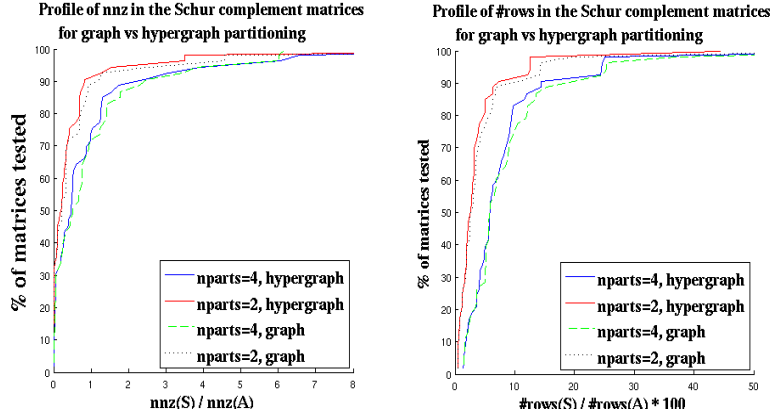 Profile of nnz in the Schur complement matrices
for graph vs hypergraph partitioning
100
90
80
70
60
50
40
30
20
10
0
% of matrices tested
0 1 2 3 4 5 6 7 8
nnz(S) / nnz(A)
nparts=4, hypergraph
nparts=2, hypergraph
nparts=4, graph
nparts=2, graph
Profile of #rows in the Schur complement matrices
for graph vs hypergraph partitioning
100
90
80
70
60
50
40
30
20
10
0
% of matrices tested
0 10 20 30 40 50
#rows(S) / #rows(A) * 100
nparts=4, hypergraph
nparts=2, hypergraph
nparts=4, graph
nparts=2, graph